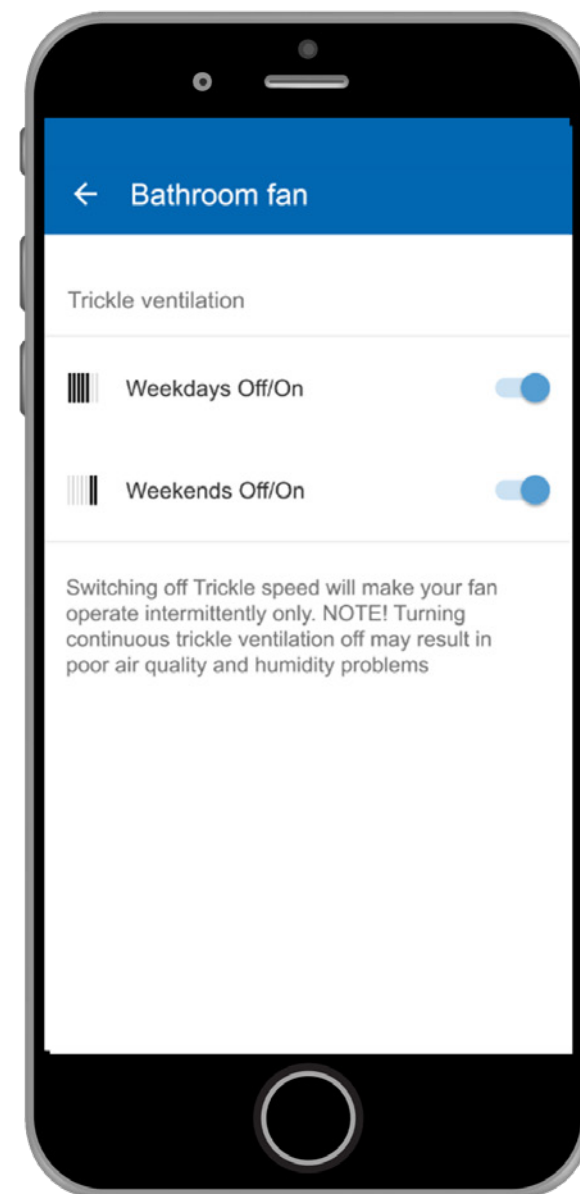 Bathroom fan
Trickle ventilation
Weekdays Off/On
Weekends Off/On
Switching off Trickle speed will make your fan
operate intermittently only. NOTE! Turning
continuous trickle ventilation off may result in
poor air quality and humidity problems